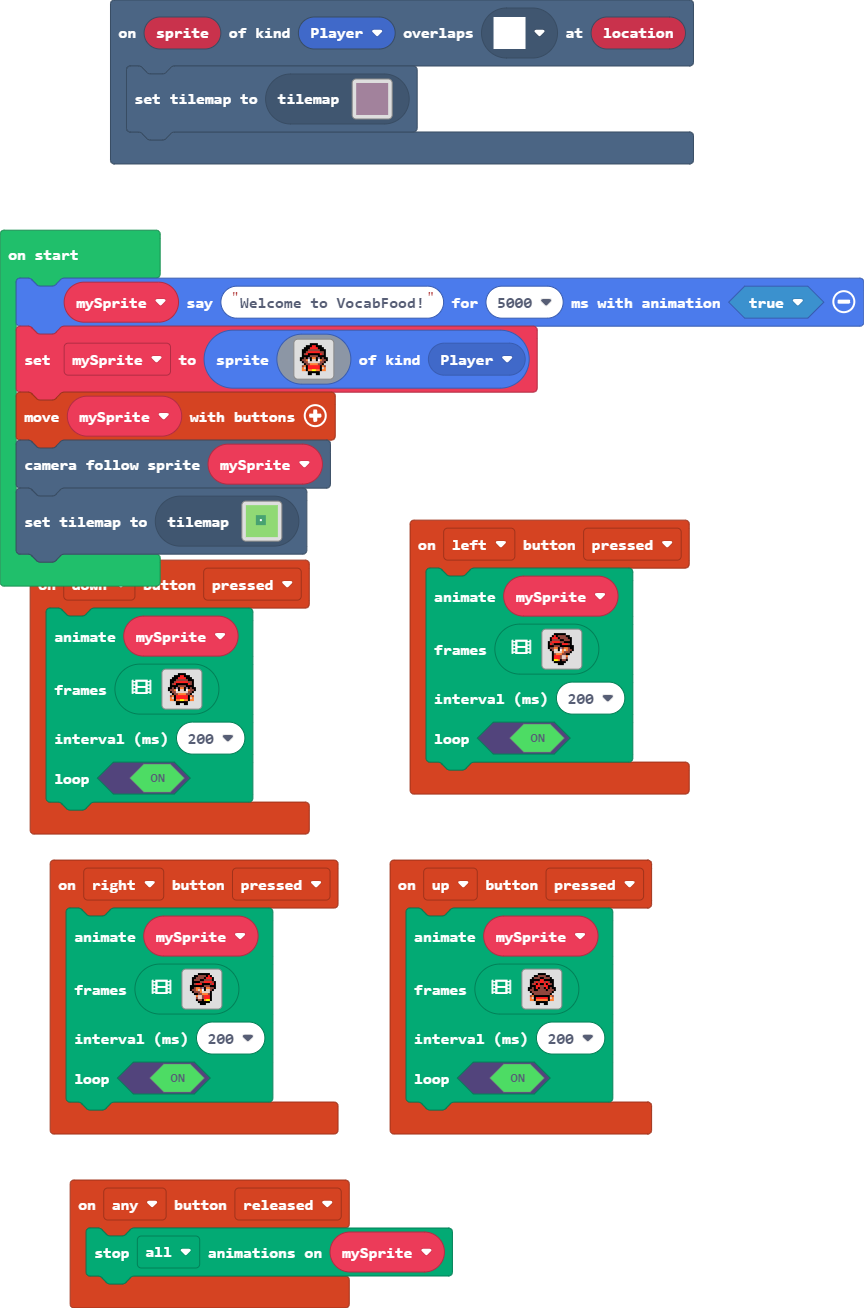 on sprite of kind Player overlaps at location
set tilemap to tilemap
on start
mySprite say "Welcome to VocabFood!" for 5000 ms with animation true
set mySprite to sprite of kind Player
move mySprite with buttons
camera follow sprite mySprite
set tilemap to tilemap
on down button pressed
animate mySprite
frames
interval (ms) 200
loop ON
on left button pressed
animate mySprite
frames
interval (ms) 200
loop ON
on right button pressed
animate mySprite
frames
interval (ms) 200
loop ON
on up button pressed
animate mySprite
frames
interval (ms) 200
loop ON
on any button released
stop all animations on mySprite